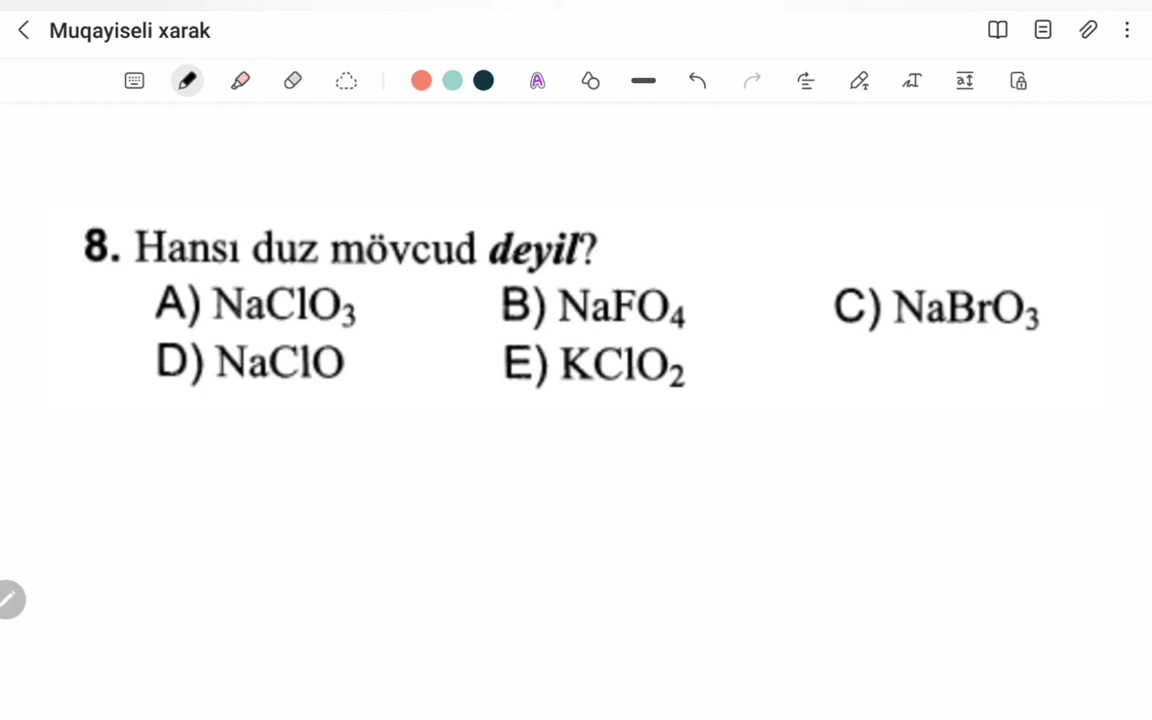 Muqayiseli xarak
8. Hansı duz mövcud deyil?
A) NaClO₃ B) NaFO₄ C) NaBrO₃
D) NaClO E) KClO₂